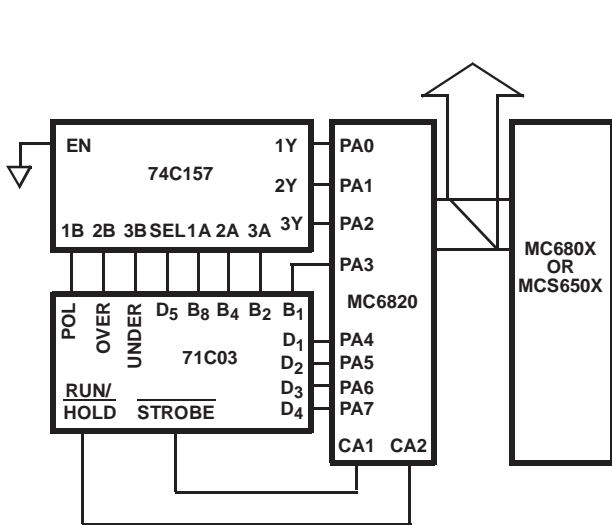 EN
1Y
74C157
2Y
3Y
1B 2B 3B SEL 1A 2A 3A
PA0
PA1
PA2
PA3
MC6820
PA4
PA5
PA6
PA7
CA1 CA2
MC680X
OR
MCS650X
POL
OVER
UNDER
D5 B8 B4 B2 B1
D1
71C03
D2
D3
D4
RUN/
HOLD
STROBE